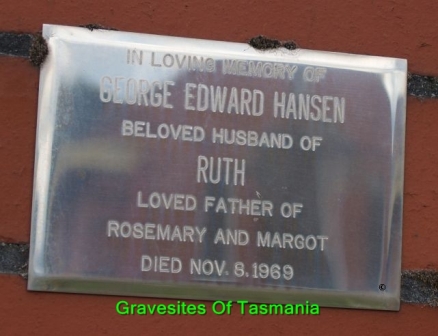 IN LOVING MEMORY OF
GEORGE EDWARD HANSEN
BELOVED HUSBAND OF
RUTH
LOVED FATHER OF
ROSEMARY AND MARGOT
DIED NOV. 8. 1969
Gravesites Of Tasmania